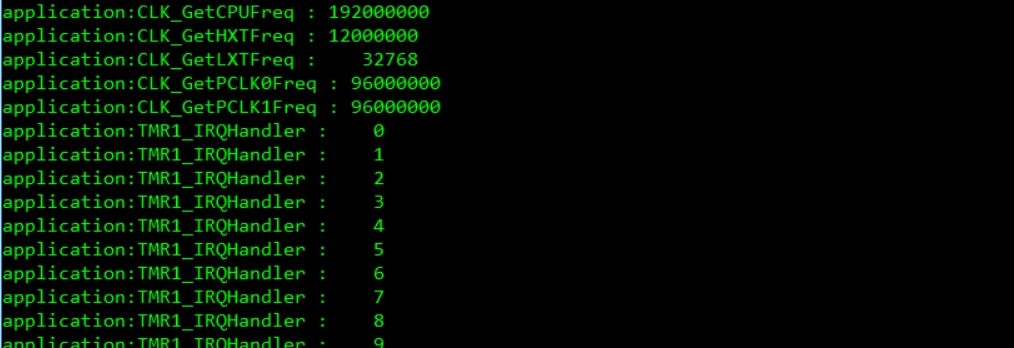 application:CLK_GetCPUFreq : 192000000
application:CLK_GetHXTFreq : 12000000
application:CLK_GetLXTFreq :    32768
application:CLK_GetPCLK0Freq : 96000000
application:CLK_GetPCLK1Freq : 96000000
application:TMR1_IRQHandler :    0
application:TMR1_IRQHandler :    1
application:TMR1_IRQHandler :    2
application:TMR1_IRQHandler :    3
application:TMR1_IRQHandler :    4
application:TMR1_IRQHandler :    5
application:TMR1_IRQHandler :    6
application:TMR1_IRQHandler :    7
application:TMR1_IRQHandler :    8
application:TMR1_IRQHandler :    9